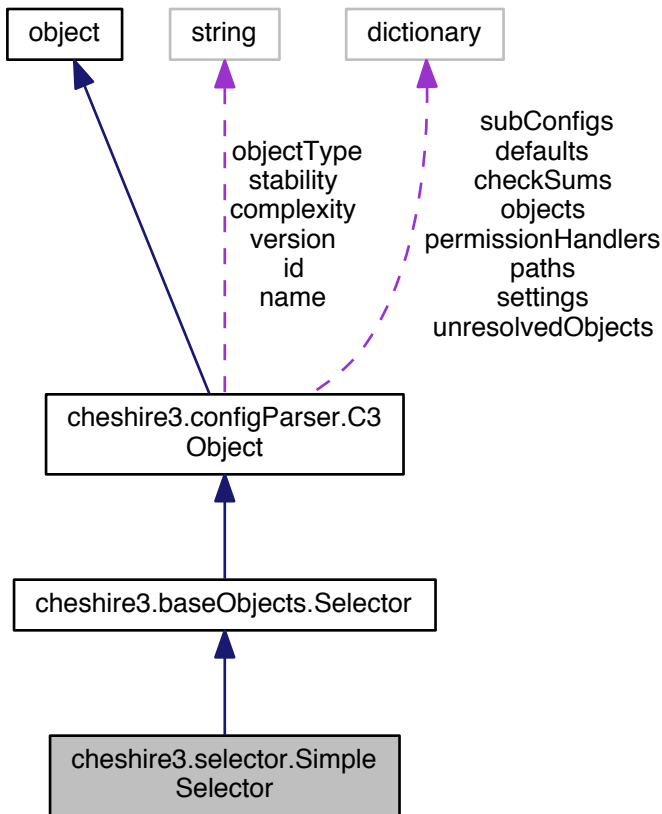 object
string
dictionary
objectType
stability
complexity
version
id
name
subConfigs
defaults
checkSums
objects
permissionHandlers
paths
settings
unresolvedObjects
cheshire3.configParser.C3
Object
cheshire3.baseObjects.Selector
cheshire3.selector.Simple
Selector